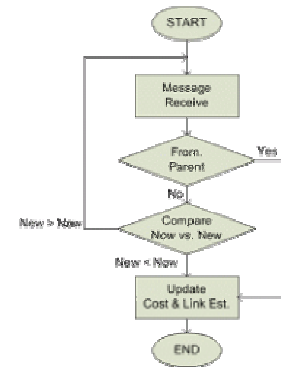 START
Message
Receive
From.
Parent
Yes
No
Compare
Now vs. New
New > Now
New < Now
Update
Cost & Link Est.
END